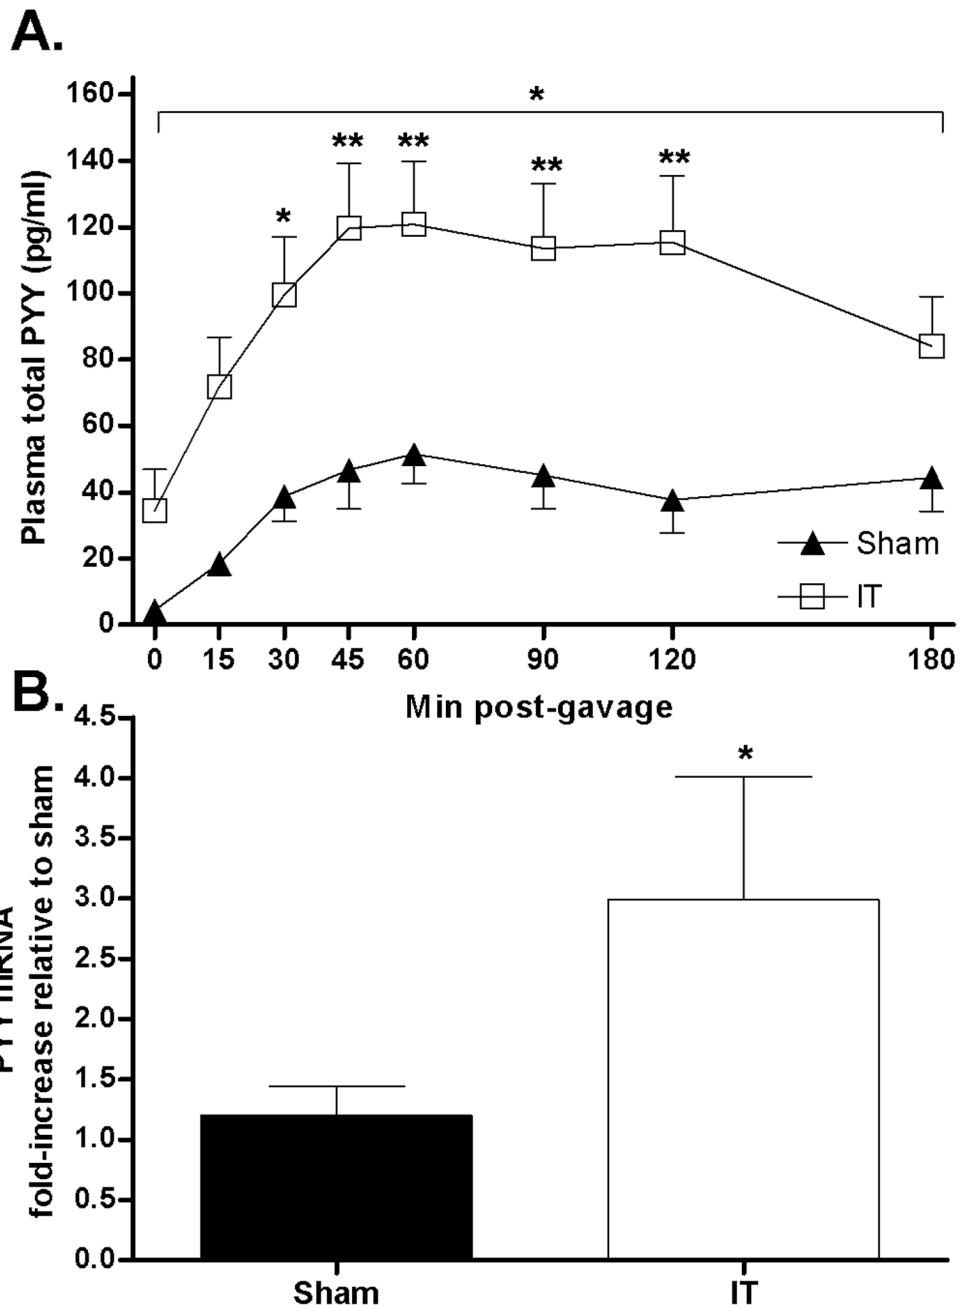 A.
Plasma total PYY (pg/ml)
160
140
120
100
80
60
40
20
0
*
*
**
**
**
**
Sham
IT
0 15 30 45 60 90 120 180
Min post-gavage
B.
PYY mRNA
fold-increase relative to sham
4.5
4.0
3.5
3.0
2.5
2.0
1.5
1.0
0.5
0.0
*
Sham IT